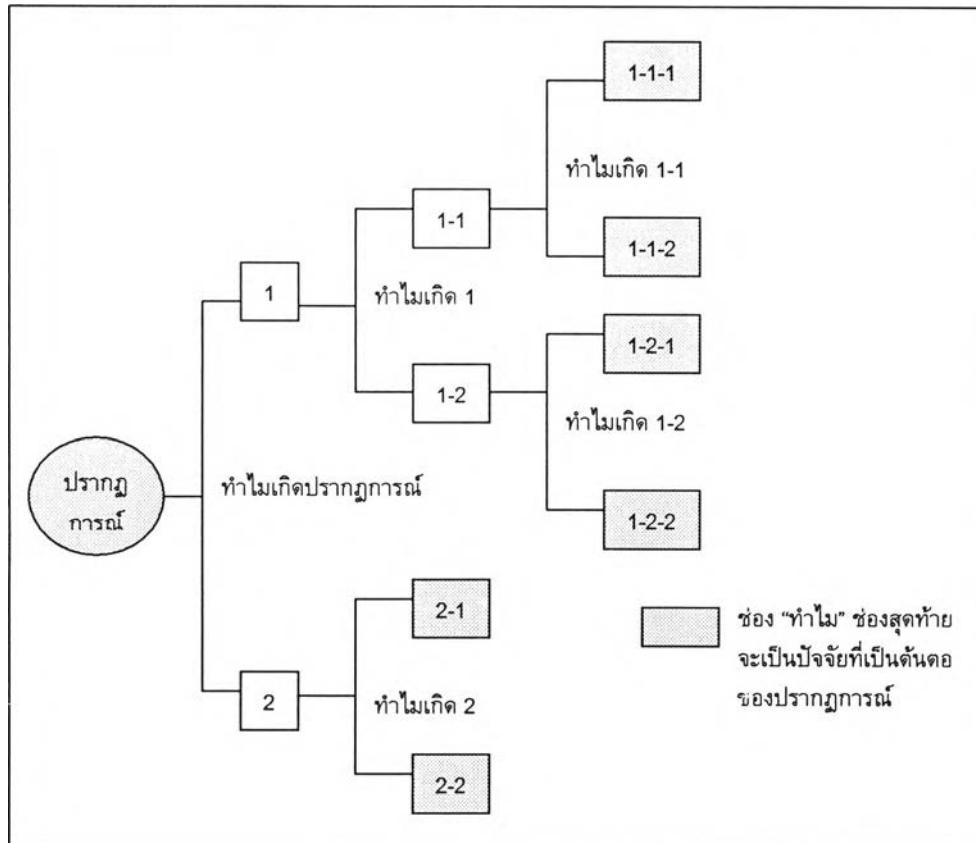 1-1-1
ทำไมเกิด 1-1
1-1
1-1-2
1
ทำไมเกิด 1
1-2-1
1-2
ทำไมเกิด 1-2
ปรากฏ
การณ์
ทำไมเกิดปรากฏการณ์
1-2-2
2-1
ช่อง “ทำไม” ช่องสุดท้าย
จะเป็นปัจจัยที่เป็นต้นตอ
ของปรากฏการณ์
2
ทำไมเกิด 2
2-2